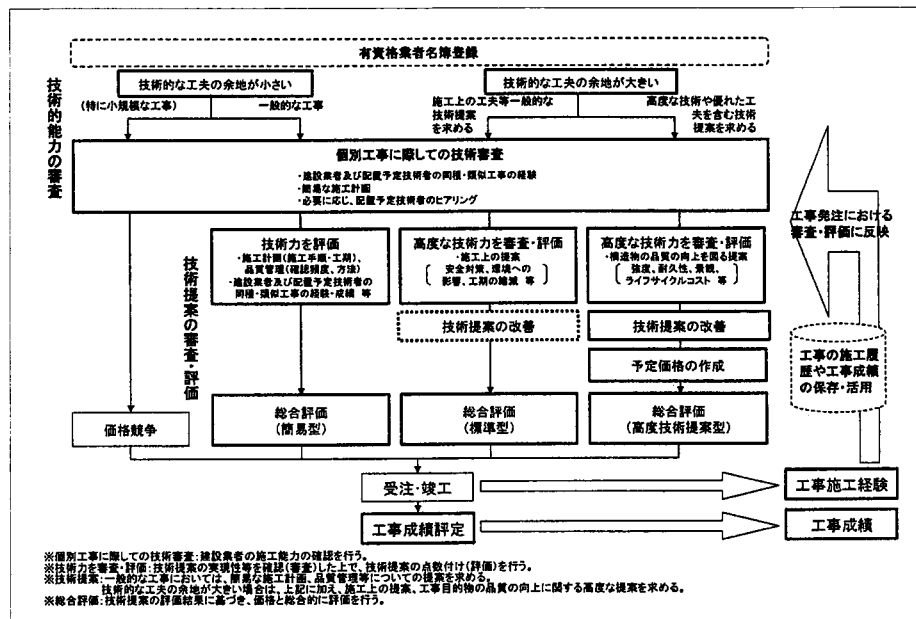 有資格業者名簿登録
技術的能力の審査
技術的な工夫の余地が小さい
技術的な工夫の余地が大きい
(特に小規模な工事)
一般的な工事
施工上の工夫等一般的な
技術提案
を求める
高度な技術や優れた工
夫を含む技術
提案を求める
個別工事に際しての技術審査
・建設業者及び配置予定技術者の同種・類似工事の経験
・簡易な施工計画
・必要に応じ、配置予定技術者のヒアリング
工事発注における
審査・評価に反映
技術提案の審査・評価
技術力を評価
・施工計画(施工手順・工期)、
品質管理(確認頻度、方法)
・建設業者及び配置予定技術者の
同種・類似工事の経験・成績 等
高度な技術力を審査・評価
・施工上の提案
安全対策、環境への
影響、工期の縮減 等
高度な技術力を審査・評価
・構造物の品質の向上を図る提案
強度、耐久性、景観、
ライフサイクルコスト 等
技術提案の改善
技術提案の改善
予定価格の作成
工事の施工履
歴や工事成績
の保存・活用
価格競争
総合評価
(簡易型)
総合評価
(標準型)
総合評価
(高度技術提案型)
受注・竣工
工事施工経験
工事成績評定
工事成績
※個別工事に際しての技術審査:建設業者の施工能力の確認を行う。
※技術力を審査・評価:技術提案の実現性等を確認(審査)した上で、技術提案の点数付け(評価)を行う。
※技術提案:一般的な工事においては、簡易な施工計画、品質管理等についての提案を求める。
技術的な工夫の余地が大きい場合は、上記に加え、施工上の提案、工事目的物の品質の向上に関する高度な提案を求める。
※総合評価:技術提案の評価結果に基づき、価格と総合的に評価を行う。